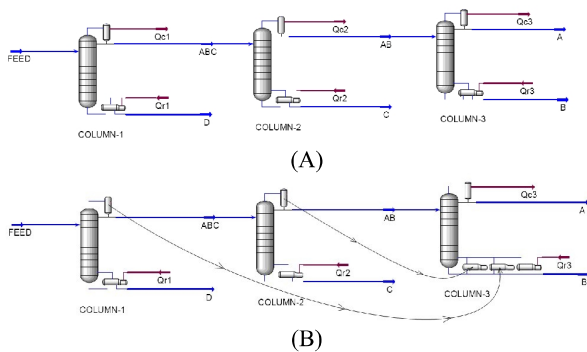 Qc1
Qc2
Qc3
FEED
ABC
AB
A
Qr1
Qr2
Qr3
D
C
B
COLUMN-1
COLUMN-2
COLUMN-3
(A)
Qc3
A
FEED
ABC
AB
Qr1
Qr2
Qr3
D
C
B
COLUMN-1
COLUMN-2
COLUMN-3
(B)